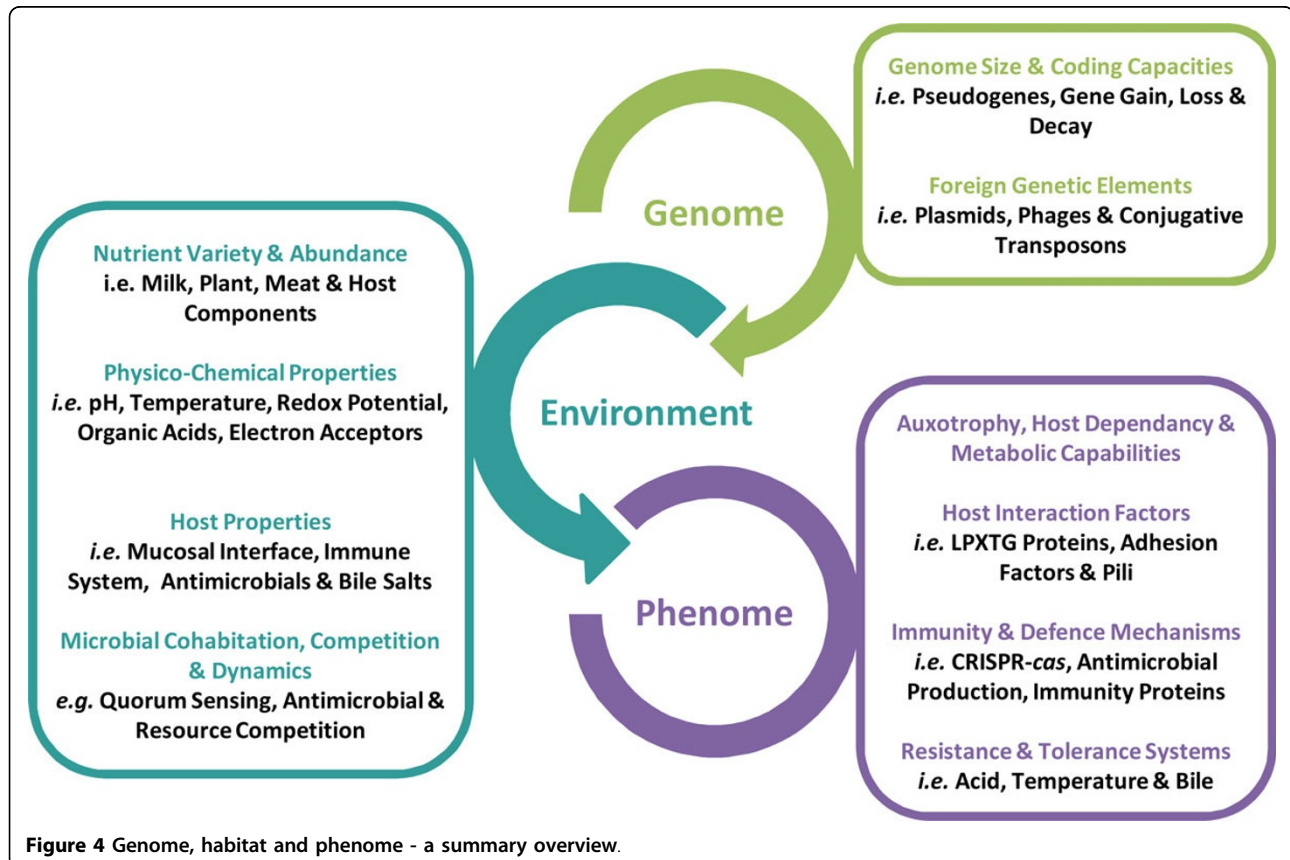 Genome Size & Coding Capacities
i.e. Pseudogenes, Gene Gain, Loss &
Decay
Foreign Genetic Elements
i.e. Plasmids, Phages & Conjugative
Transposons
Genome
Nutrient Variety & Abundance
i.e. Milk, Plant, Meat & Host
Components
Physico-Chemical Properties
i.e. pH, Temperature, Redox Potential,
Organic Acids, Electron Acceptors
Host Properties
i.e. Mucosal Interface, Immune
System, Antimicrobials & Bile Salts
Microbial Cohabitation, Competition
& Dynamics
e.g. Quorum Sensing, Antimicrobial &
Resource Competition
Environment
Phenome
Auxotrophy, Host Dependancy &
Metabolic Capabilities
Host Interaction Factors
i.e. LPXTG Proteins, Adhesion
Factors & Pili
Immunity & Defence Mechanisms
i.e. CRISPR-cas, Antimicrobial
Production, Immunity Proteins
Resistance & Tolerance Systems
i.e. Acid, Temperature & Bile
Figure 4 Genome, habitat and phenome - a summary overview.